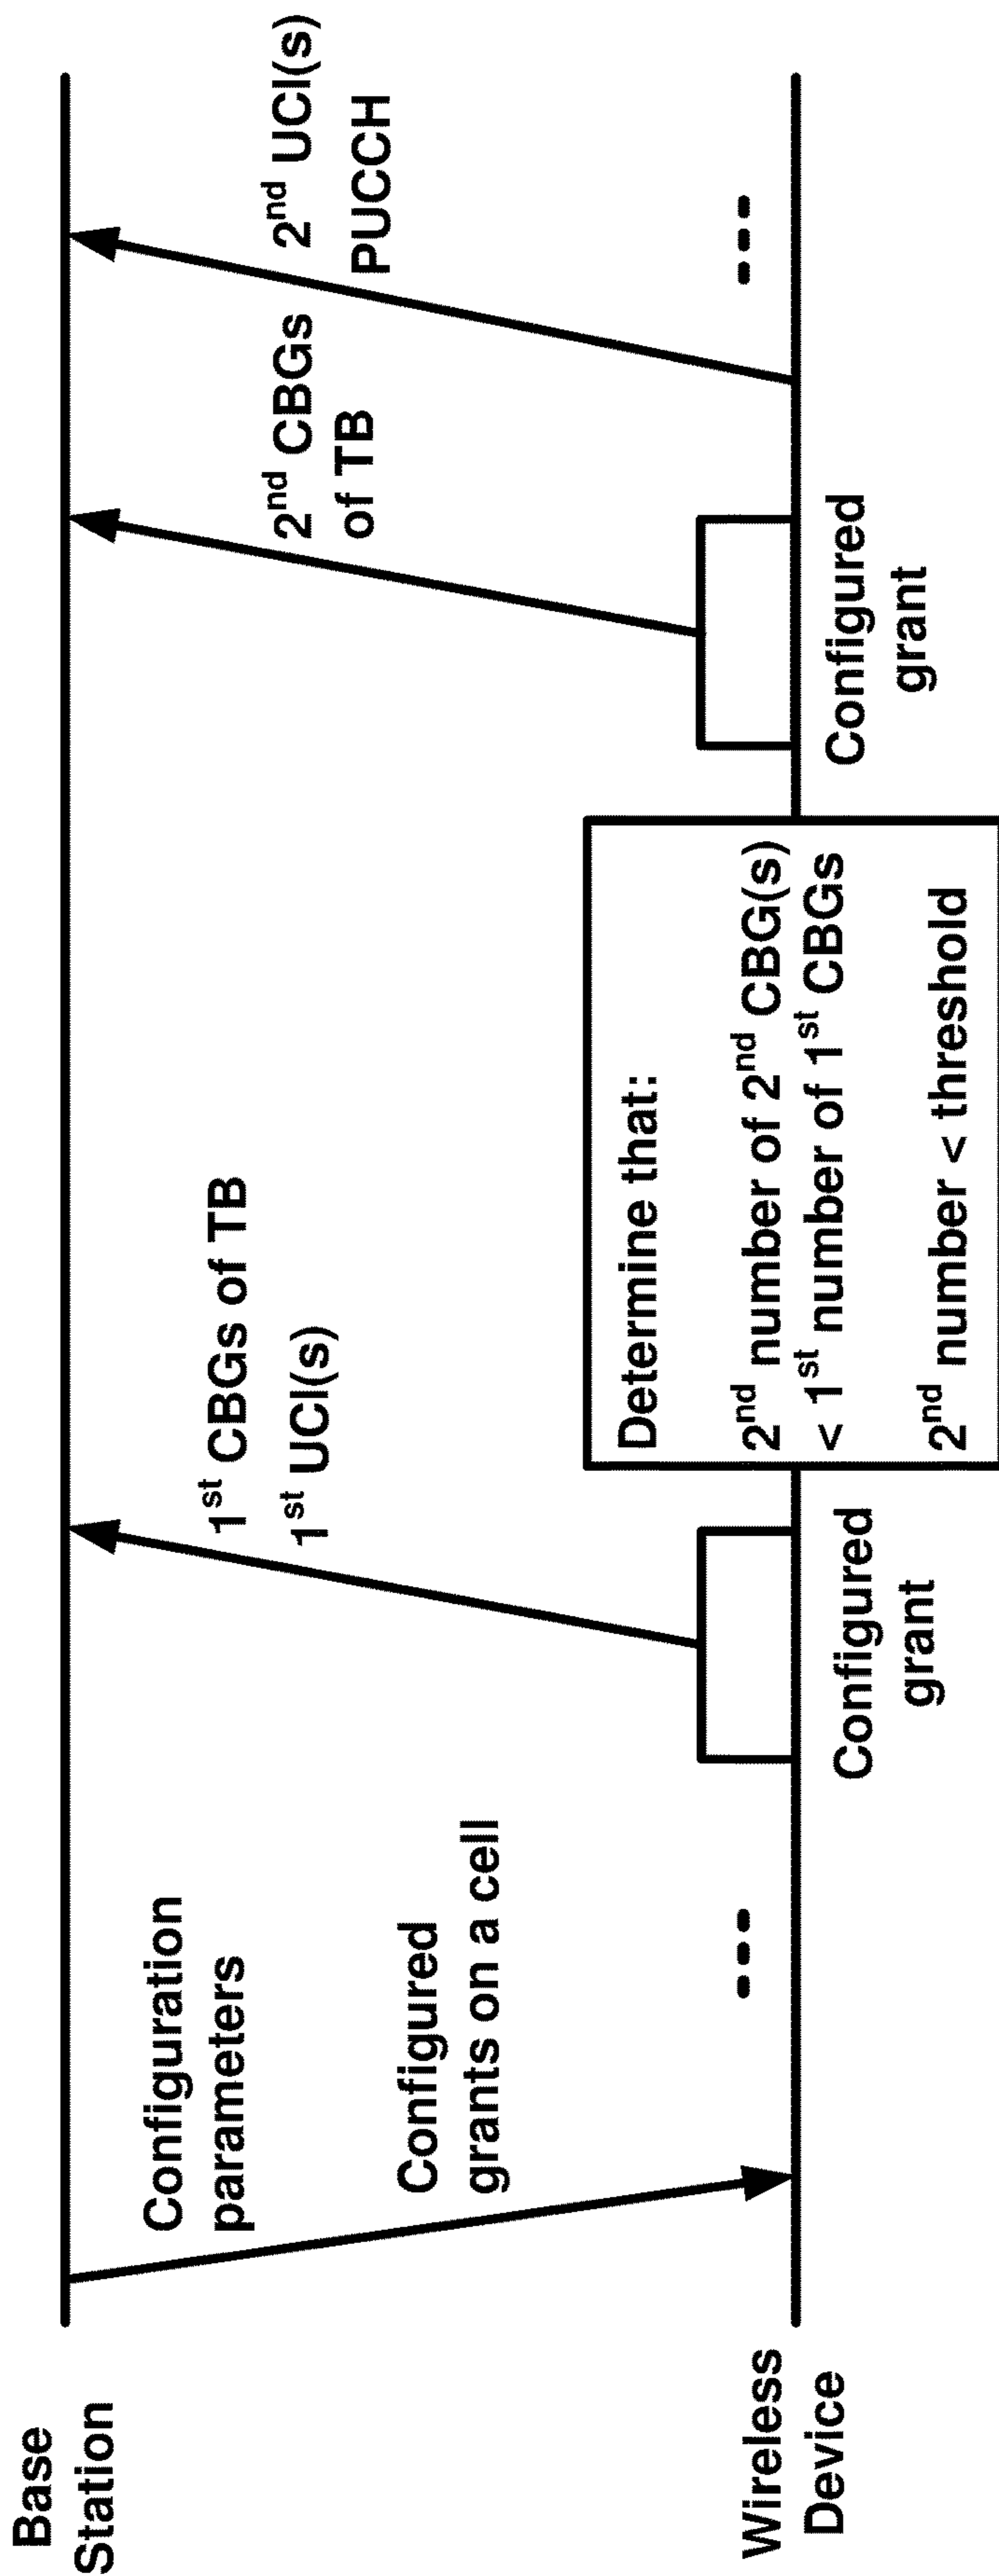 Base
Station
Configuration
parameters
Configured
grants on a cell
1st CBGs of TB
1st UCI(s)
2nd CBGs
of TB
2nd UCI(s)
PUCCH
Wireless
Device
Configured
grant
Determine that:
2nd number of 2nd CBG(s)
< 1st number of 1st CBGs
2nd number < threshold
Configured
grant